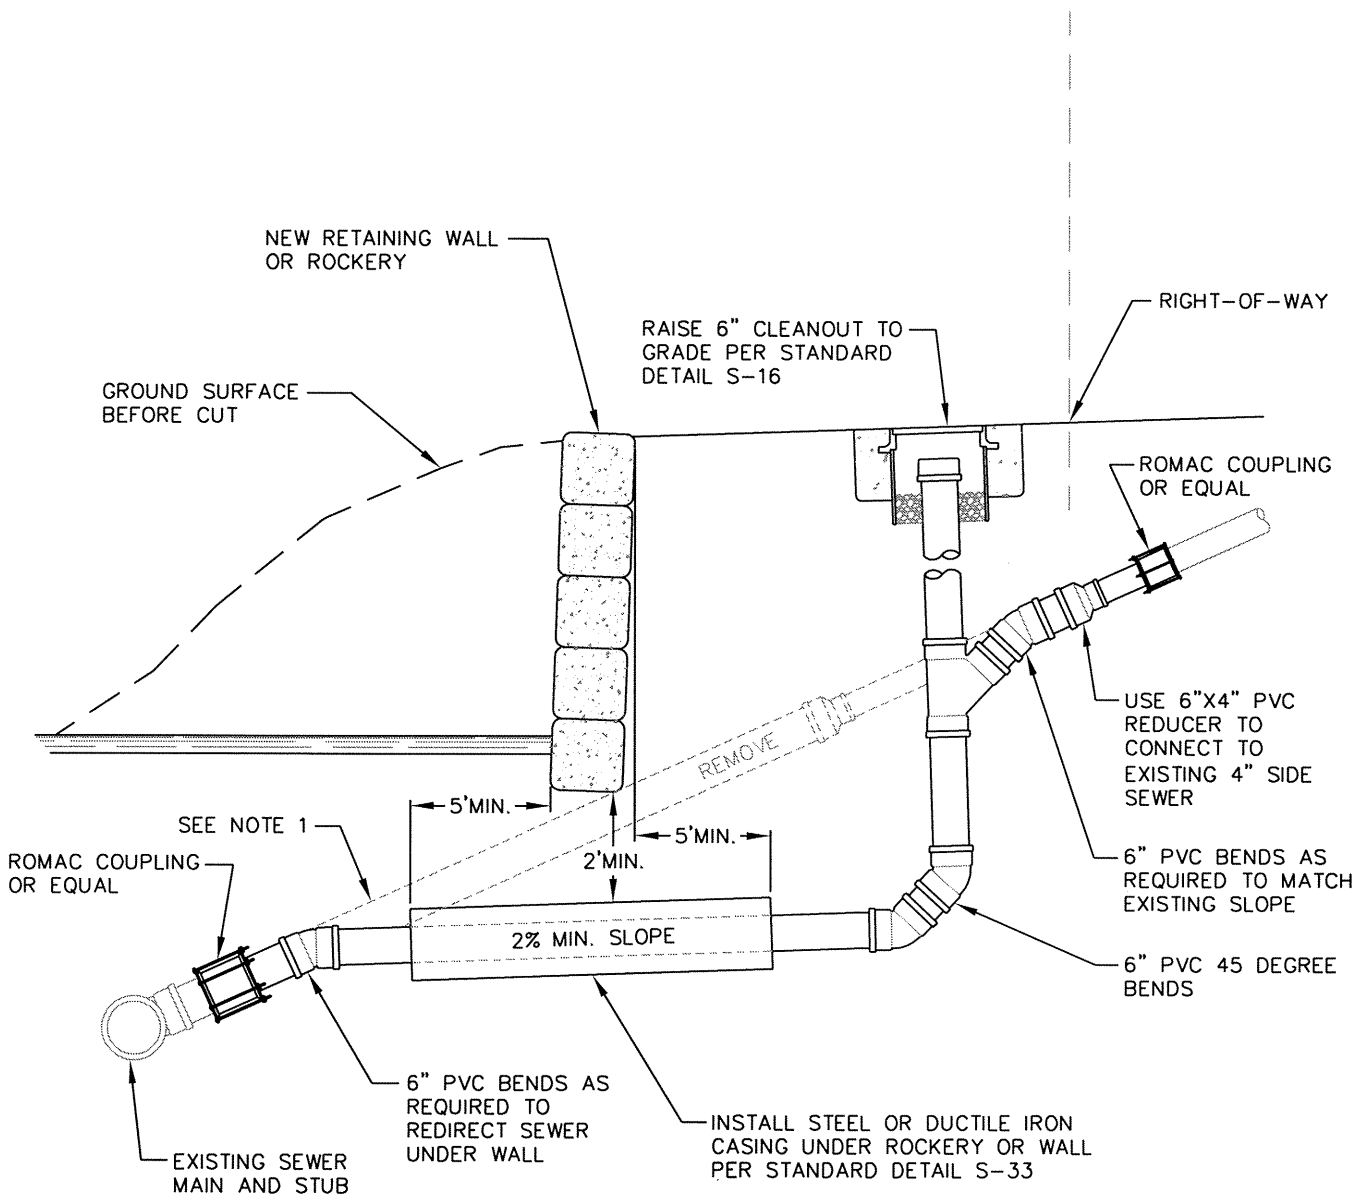 NEW RETAINING WALL
OR ROCKERY
RIGHT-OF-WAY
RAISE 6" CLEANOUT TO
GRADE PER STANDARD
DETAIL S-16
GROUND SURFACE
BEFORE CUT
ROMAC COUPLING
OR EQUAL
USE 6"X4" PVC
REDUCER TO
CONNECT TO
EXISTING 4" SIDE
SEWER
REMOVE
5'MIN.
SEE NOTE 1
5'MIN.
2'MIN.
ROMAC COUPLING
OR EQUAL
6" PVC BENDS AS
REQUIRED TO MATCH
EXISTING SLOPE
2% MIN. SLOPE
6" PVC 45 DEGREE
BENDS
6" PVC BENDS AS
REQUIRED TO
REDIRECT SEWER
UNDER WALL
INSTALL STEEL OR DUCTILE IRON
CASING UNDER ROCKERY OR WALL
PER STANDARD DETAIL S-33
EXISTING SEWER
MAIN AND STUB